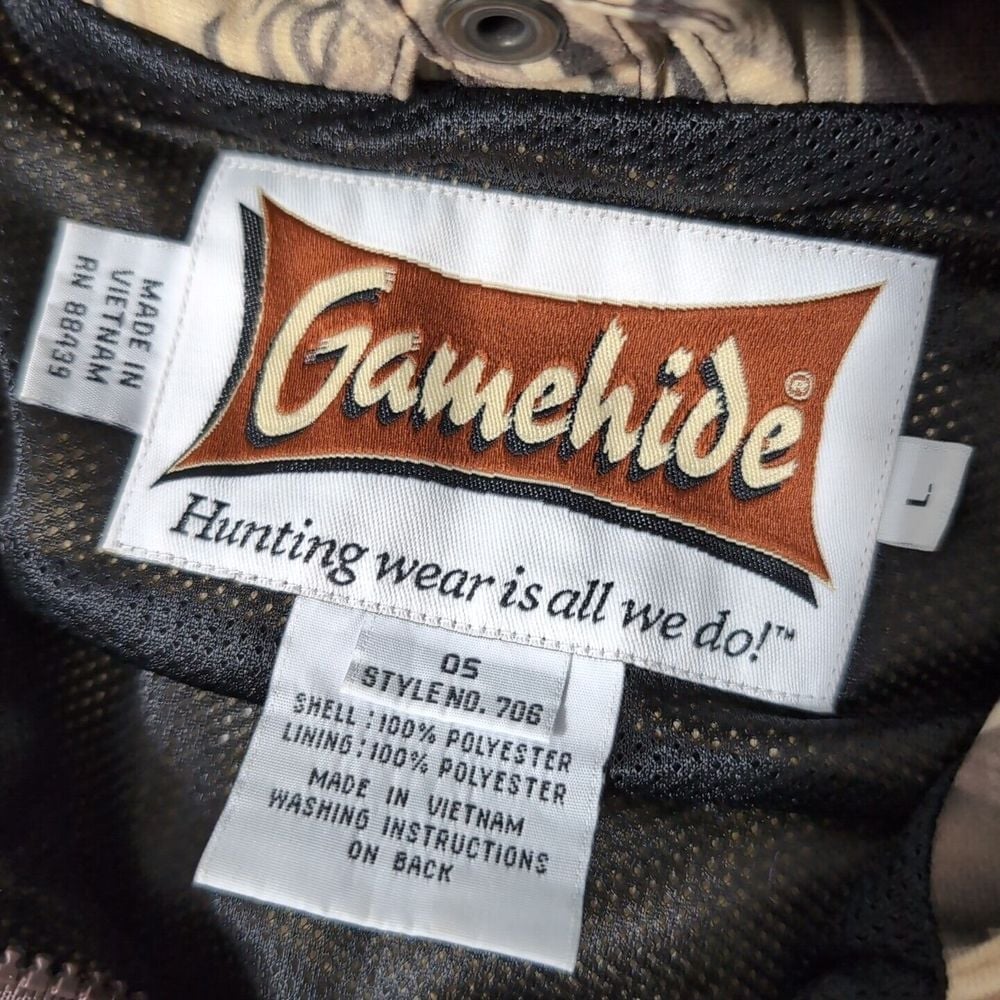 MADE IN
VIETNAM
RN 88439
Gamehide®
Hunting wear is all we do!™
L
OS
STYLE NO. 706
SHELL : 100% POLYESTER
LINING : 100% POLYESTER
MADE IN VIETNAM
WASHING INSTRUCTIONS
ON BACK